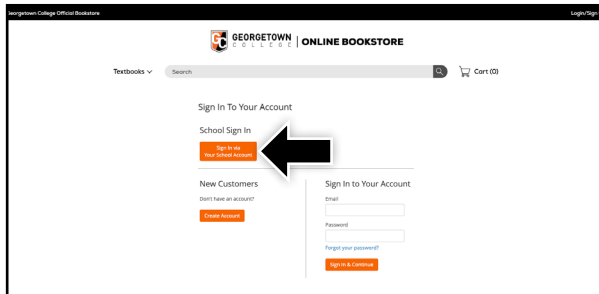 Georgetown College Official Bookstore
Login/Sign
GEORGETOWN
COLLEGE
ONLINE BOOKSTORE
Textbooks
Search
Cart (0)
Sign In To Your Account
School Sign In
Sign In via
Your School Account
New Customers
Don't have an account?
Create Account
Sign In to Your Account
Email
Password
Forgot your password?
Sign In & Continue